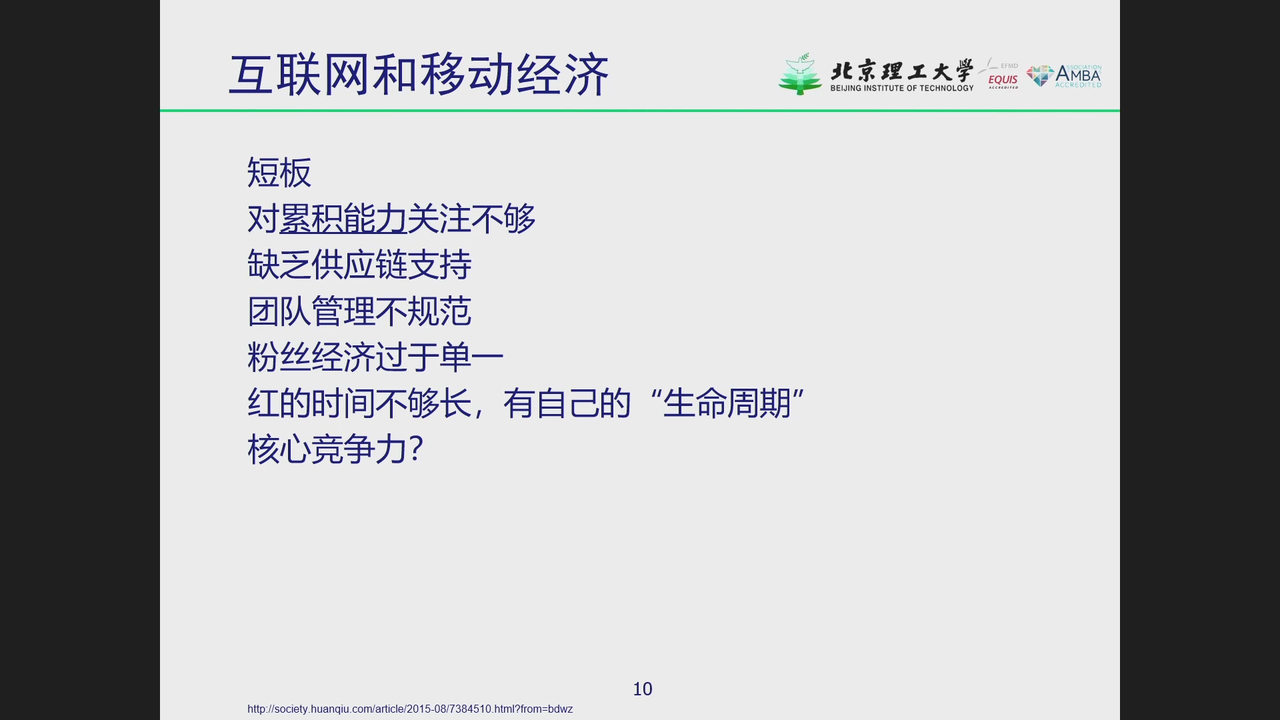 互联网和移动经济
北京理工大学
BEIJING INSTITUTE OF TECHNOLOGY
EFMD
EQUIS
ACCREDITED
ASSOCIATION
AMBA
ACCREDITED
短板
对累积能力关注不够
缺乏供应链支持
团队管理不规范
粉丝经济过于单一
红的时间不够长，有自己的“生命周期”
核心竞争力？
10
http://society.huanqiu.com/article/2015-08/7384510.html?from=bdwz